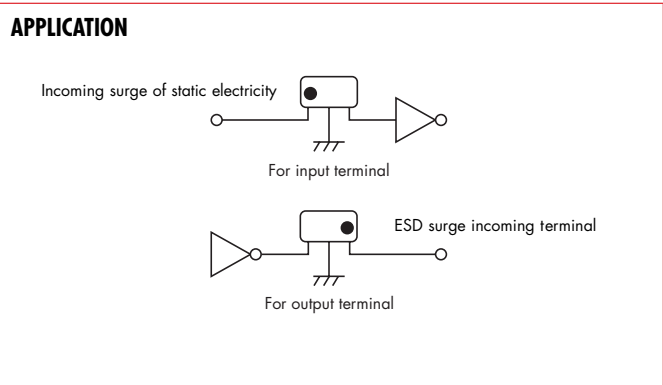 APPLICATION
Incoming surge of static electricity
For input terminal
ESD surge incoming terminal
For output terminal